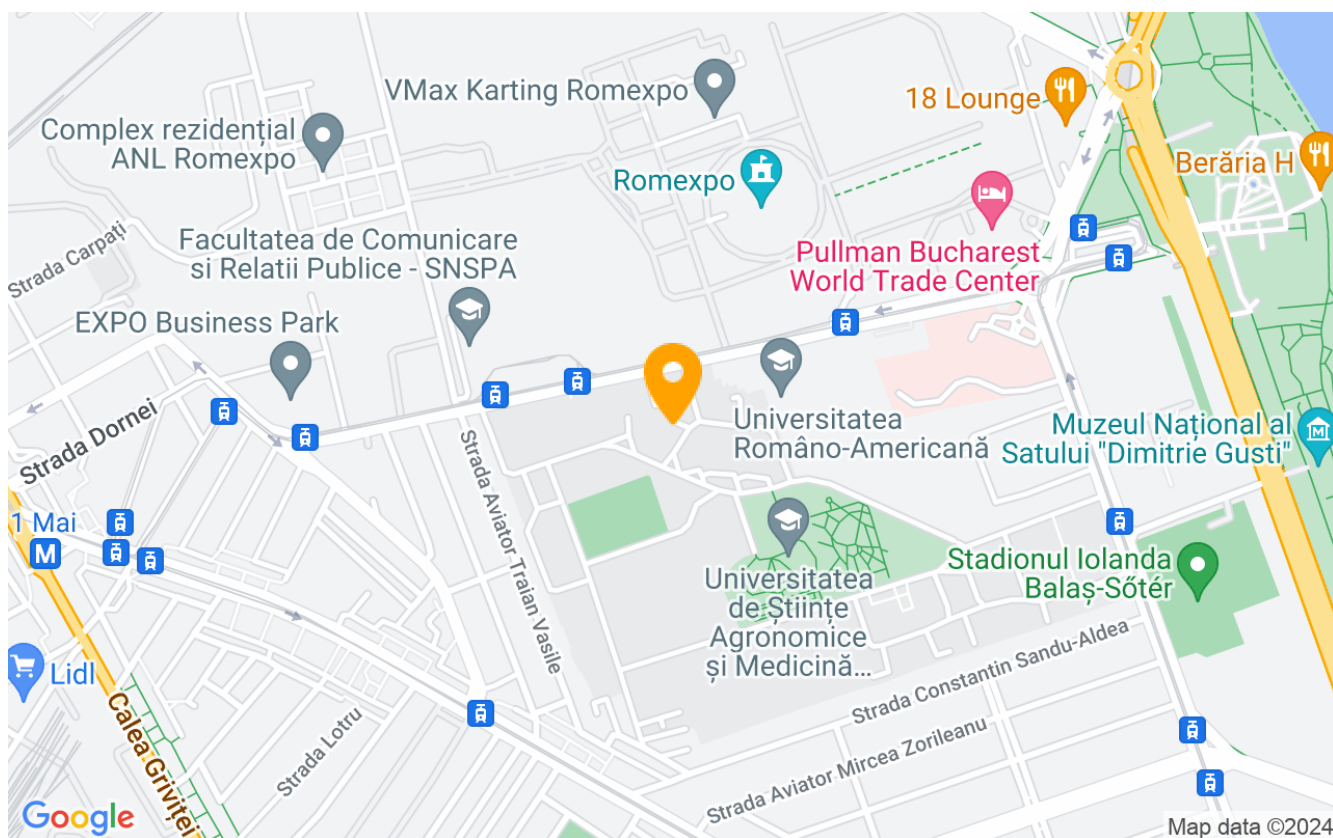 VMax Karting Romexpo
18 Lounge
Complex rezidențial
ANL Romexpo
Berăria H
Romexpo
Strada Carpați
Facultatea de Comunicare
si Relatii Publice - SNSPA
Pullman Bucharest
World Trade Center
EXPO Business Park
Strada Dornei
Universitatea
Româno-Americană
Muzeul Național al
Satului "Dimitrie Gusti"
Strada Aviator Traian Vasile
1 Mai
M
Stadionul Iolanda
Balaș-Sőtér
Universitatea
de Științe
Agronomice
și Medicină...
Strada Constantin Sandu-Aldea
Lidl
Calea Griviței
Strada Lotru
Strada Aviator Mircea Zorileanu
Google
Map data ©2024